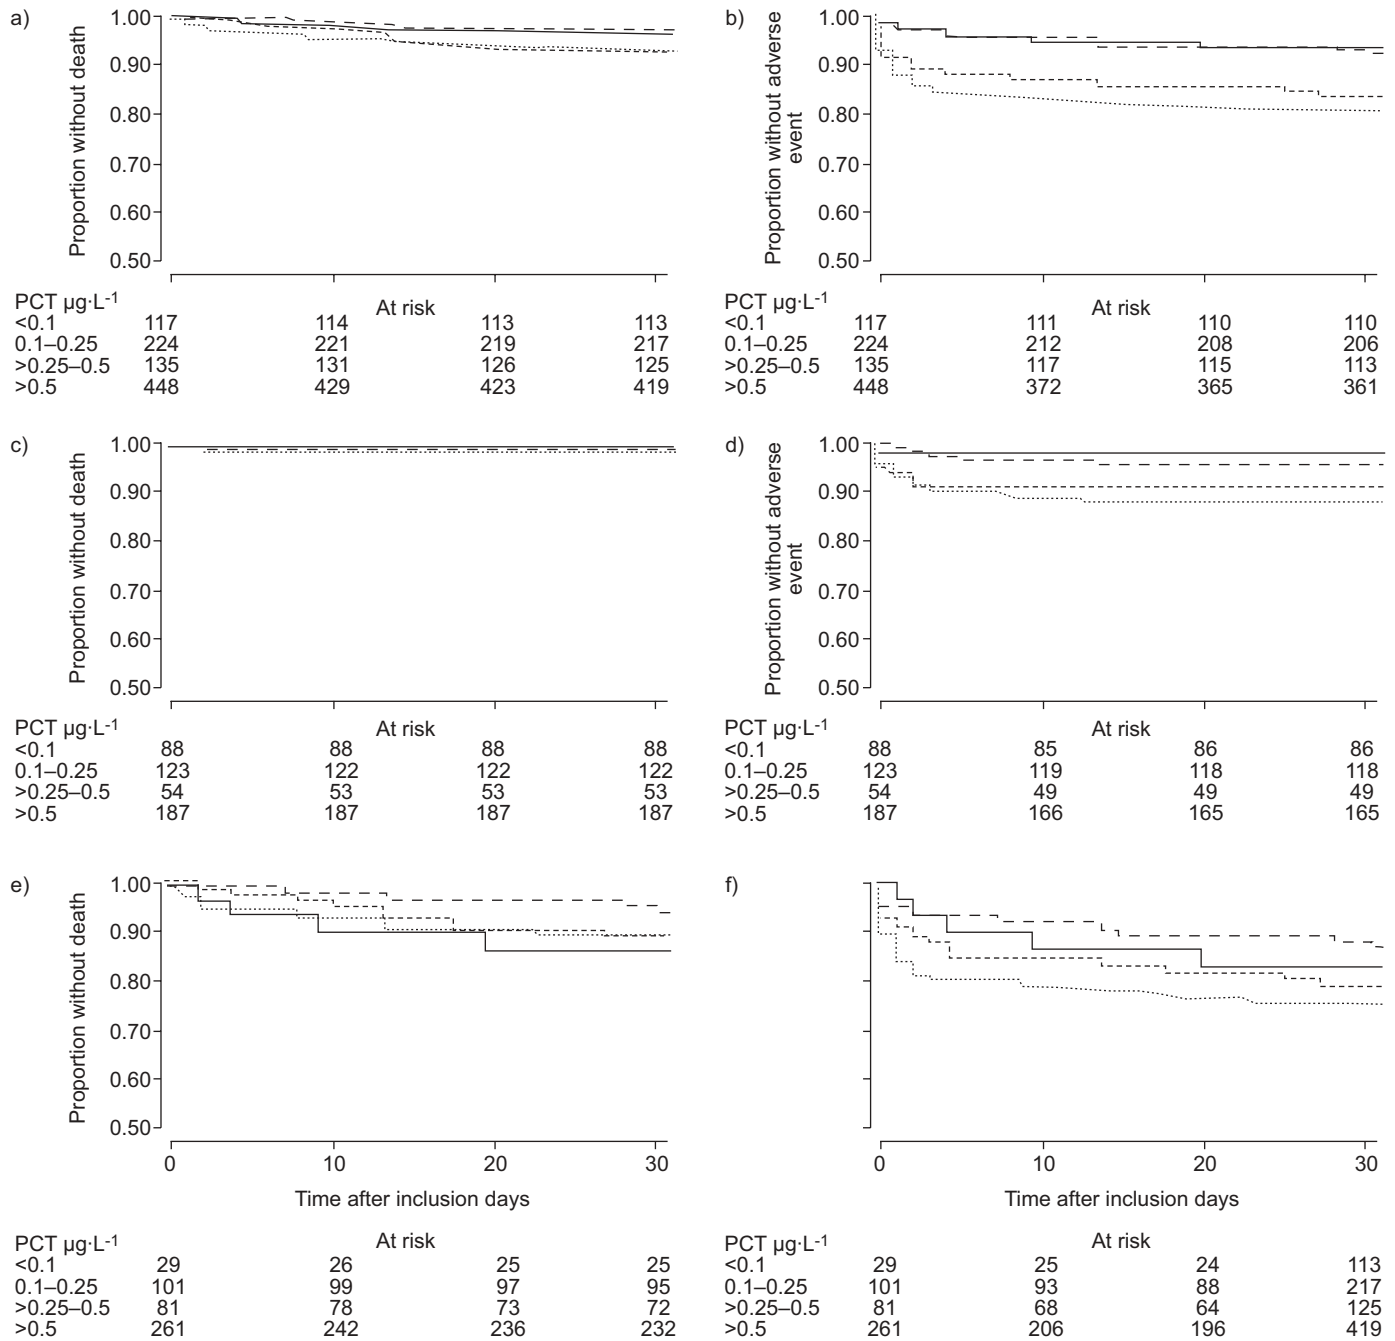 a)
Proportion without death
1.00
0.90
0.80
0.70
0.60
0.50
PCT µg·L-1
At risk
<0.1 117 114 113 113
0.1–0.25 224 221 219 217
>0.25–0.5 135 131 126 125
>0.5 448 429 423 419
b)
Proportion without adverse
event
1.00
0.90
0.80
0.70
0.60
0.50
PCT µg·L-1
At risk
<0.1 117 111 110 110
0.1–0.25 224 212 208 206
>0.25–0.5 135 117 115 113
>0.5 448 372 365 361
c)
Proportion without death
1.00
0.90
0.80
0.70
0.60
0.50
PCT µg·L-1
At risk
<0.1 88 88 88 88
0.1–0.25 123 122 122 122
>0.25–0.5 54 53 53 53
>0.5 187 187 187 187
d)
Proportion without adverse
event
1.00
0.90
0.80
0.70
0.60
0.50
PCT µg·L-1
At risk
<0.1 88 85 86 86
0.1–0.25 123 119 118 118
>0.25–0.5 54 49 49 49
>0.5 187 166 165 165
e)
Proportion without death
1.00
0.90
0.80
0.70
0.60
0.50
0 10 20 30
Time after inclusion days
PCT µg·L-1
At risk
<0.1 29 26 25 25
0.1–0.25 101 99 97 95
>0.25–0.5 81 78 73 72
>0.5 261 242 236 232
f)
0 10 20 30
Time after inclusion days
PCT µg·L-1
At risk
<0.1 29 25 24 113
0.1–0.25 101 93 88 217
>0.25–0.5 81 68 64 125
>0.5 261 206 196 419